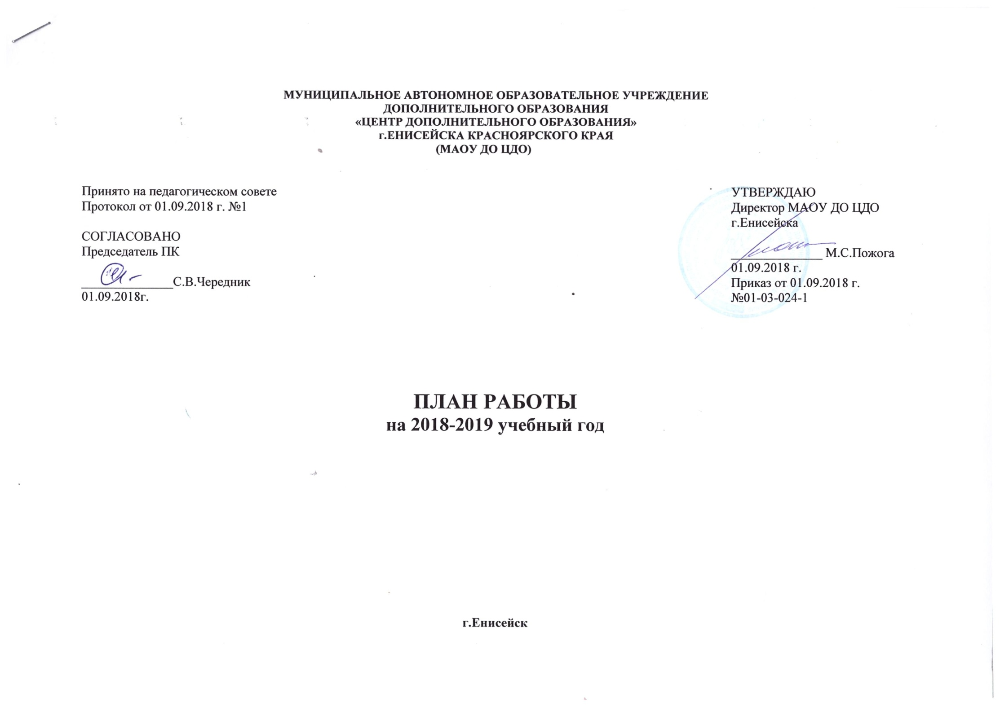 МУНИЦИПАЛЬНОЕ АВТОНОМНОЕ ОБРАЗОВАТЕЛЬНОЕ УЧРЕЖДЕНИЕ
ДОПОЛНИТЕЛЬНОГО ОБРАЗОВАНИЯ
«ЦЕНТР ДОПОЛНИТЕЛЬНОГО ОБРАЗОВАНИЯ»
г.ЕНИСЕЙСКА КРАСНОЯРСКОГО КРАЯ
(МАОУ ДО ЦДО)
Принято на педагогическом совете
Протокол от 01.09.2018 г. №1
СОГЛАСОВАНО
Председатель ПК
_______________С.В.Чередник
01.09.2018г.
УТВЕРЖДАЮ
Директор МАОУ ДО ЦДО
г.Енисейска
_______________ М.С.Пожога
01.09.2018 г.
Приказ от 01.09.2018 г.
№01-03-024-1
ПЛАН РАБОТЫ
на 2018-2019 учебный год
г.Енисейск